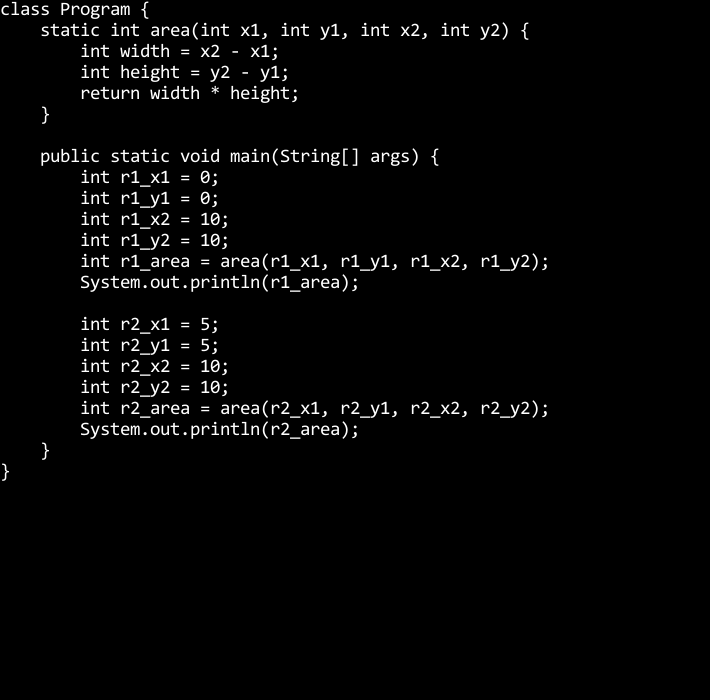 class Program {
    static int area(int x1, int y1, int x2, int y2) {
        int width = x2 - x1;
        int height = y2 - y1;
        return width * height;
    }

    public static void main(String[] args) {
        int r1_x1 = 0;
        int r1_y1 = 0;
        int r1_x2 = 10;
        int r1_y2 = 10;
        int r1_area = area(r1_x1, r1_y1, r1_x2, r1_y2);
        System.out.println(r1_area);

        int r2_x1 = 5;
        int r2_y1 = 5;
        int r2_x2 = 10;
        int r2_y2 = 10;
        int r2_area = area(r2_x1, r2_y1, r2_x2, r2_y2);
        System.out.println(r2_area);
    }
}